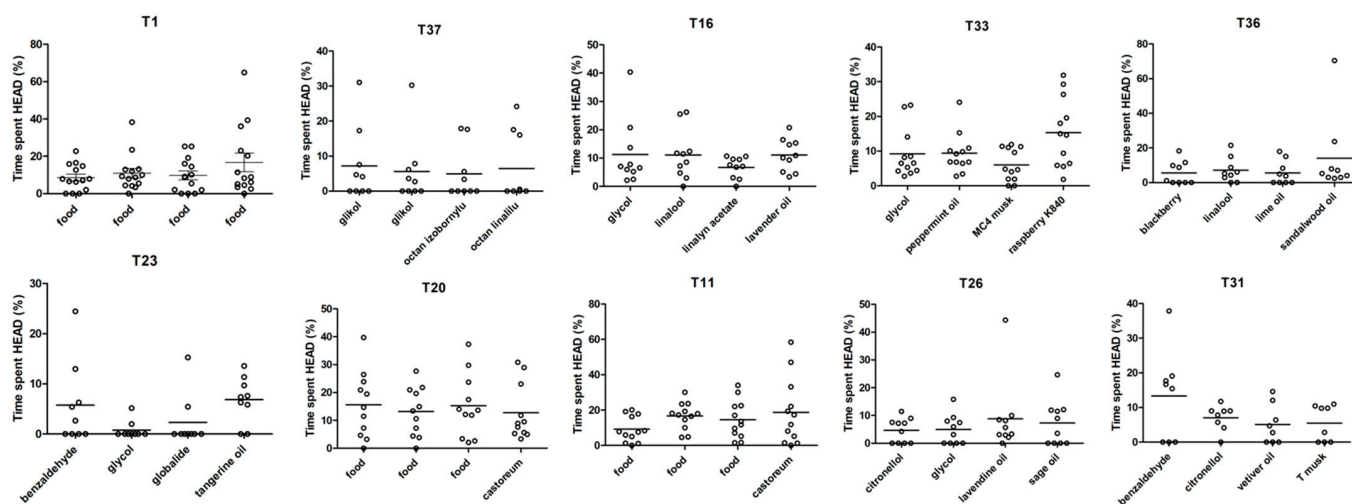 T1
Time spent HEAD (%)
80
60
40
20
0
food
food
food
food
T37
Time spent HEAD (%)
40
30
20
10
0
glikol
glikol
octan izobornylu
octan linalilu
T16
Time spent HEAD (%)
50
40
30
20
10
0
glycol
linalool
linalyn acetate
lavender oil
T33
Time spent HEAD (%)
40
30
20
10
0
glycol
peppermint oil
MC4 musk
raspberry K840
T36
Time spent HEAD (%)
80
60
40
20
0
blackberry
linalool
lime oil
sandalwood oil
T23
Time spent HEAD (%)
30
20
10
0
benzaldehyde
glycol
globalide
tangerine oil
T20
Time spent HEAD (%)
50
40
30
20
10
0
food
food
food
castoreum
T11
Time spent HEAD (%)
80
60
40
20
0
food
food
food
castoreum
T26
Time spent HEAD (%)
50
40
30
20
10
0
citronellol
glycol
lavendine oil
sage oil
T31
Time spent HEAD (%)
40
30
20
10
0
benzaldehyde
citronellol
vetiver oil
T musk